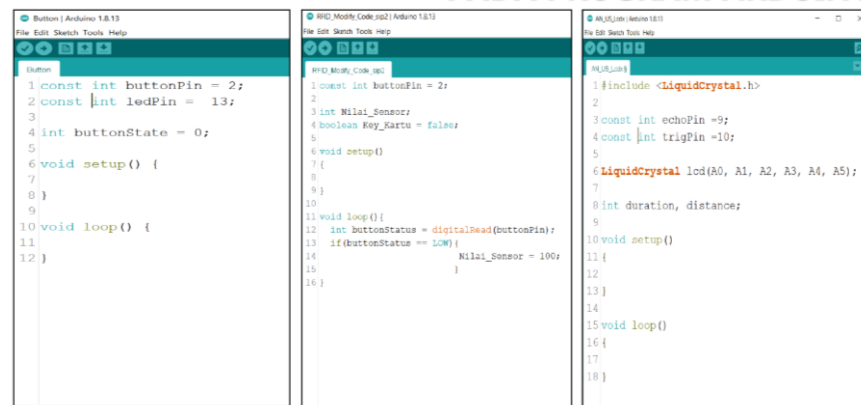 Button | Arduino 1.8.13
File Edit Sketch Tools Help
Button
1 const int buttonPin = 2;
2 const int ledPin =  13;
3
4 int buttonState = 0;
5
6 void setup() {
7
8 }
9
10 void loop() {
11
12 }
RFID_Modify_Code_sip2 | Arduino 1.8.13
File Edit Sketch Tools Help
RFID_Modify_Code_sip2
1 const int buttonPin = 2;
2
3 int Nilai_Sensor;
4 boolean Key_Kartu = false;
5
6 void setup()
7 {
8
9 }
10
11 void loop(){
12 int buttonStatus = digitalRead(buttonPin);
13 if(buttonStatus == LOW){
14 Nilai_Sensor = 100;
15 }
16 }
Arduino 1.8.13
File Edit Sketch Tools Help
1 #include <LiquidCrystal.h>
2
3 const int echoPin =9;
4 const int trigPin =10;
5
6 LiquidCrystal lcd(A0, A1, A2, A3, A4, A5);
7
8 int duration, distance;
9
10 void setup()
11 {
12
13 }
14
15 void loop()
16 {
17
18 }